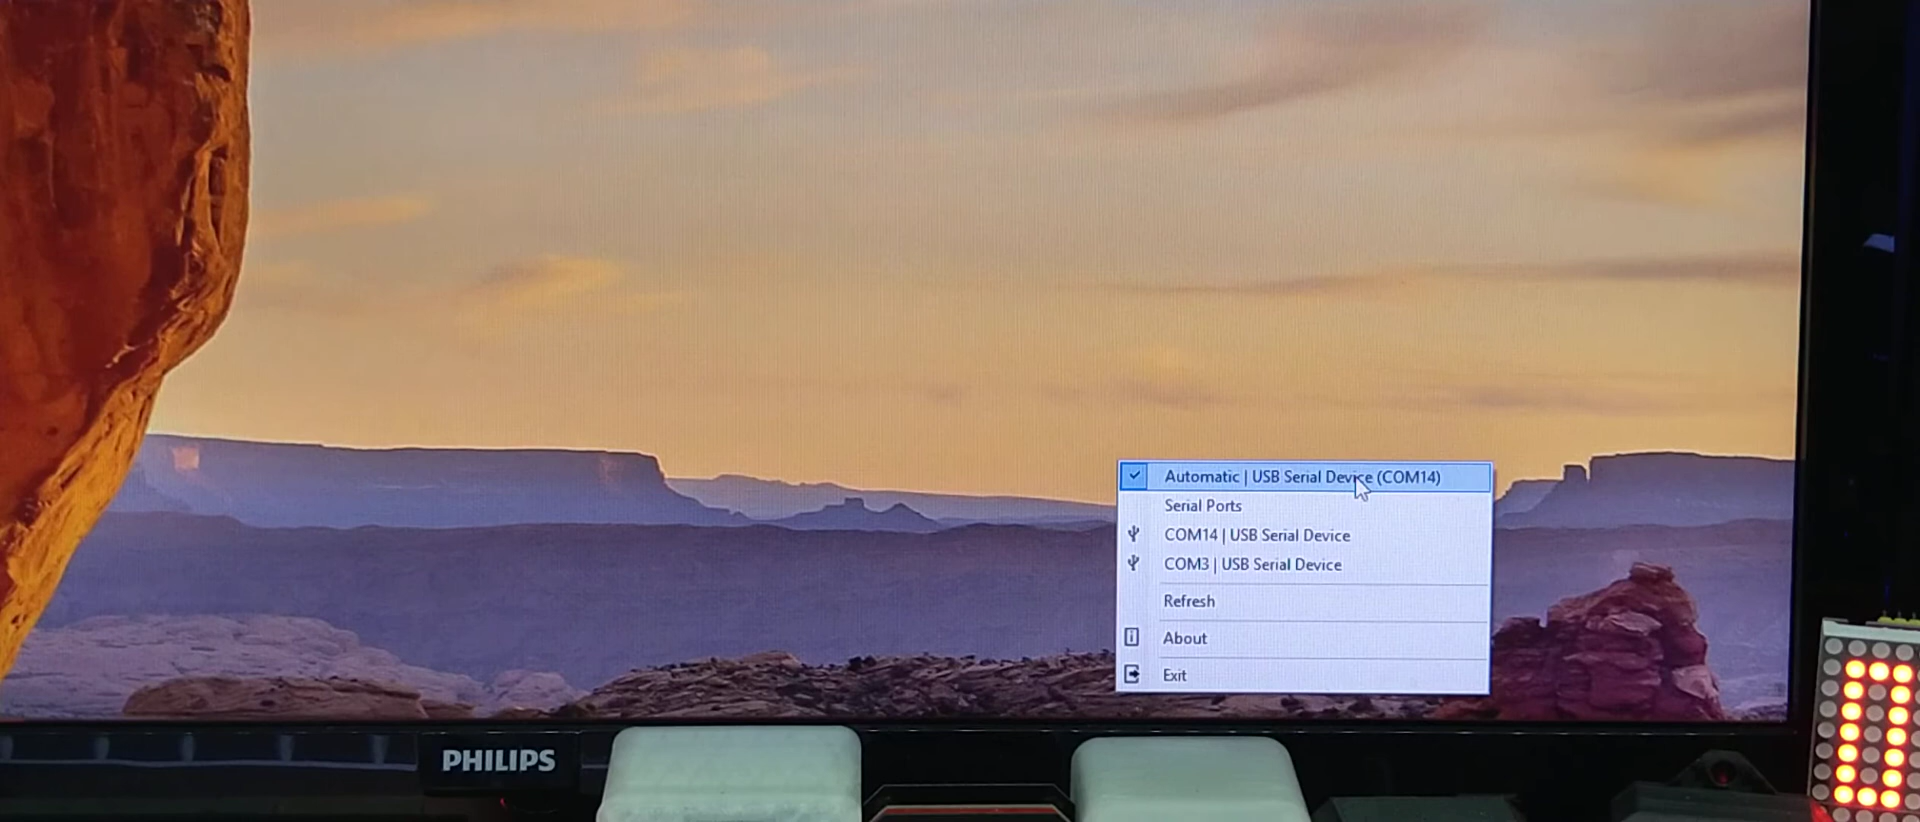 Automatic | USB Serial Device (COM14)
Serial Ports
COM14 | USB Serial Device
COM3 | USB Serial Device
Refresh
About
Exit
PHILIPS
0